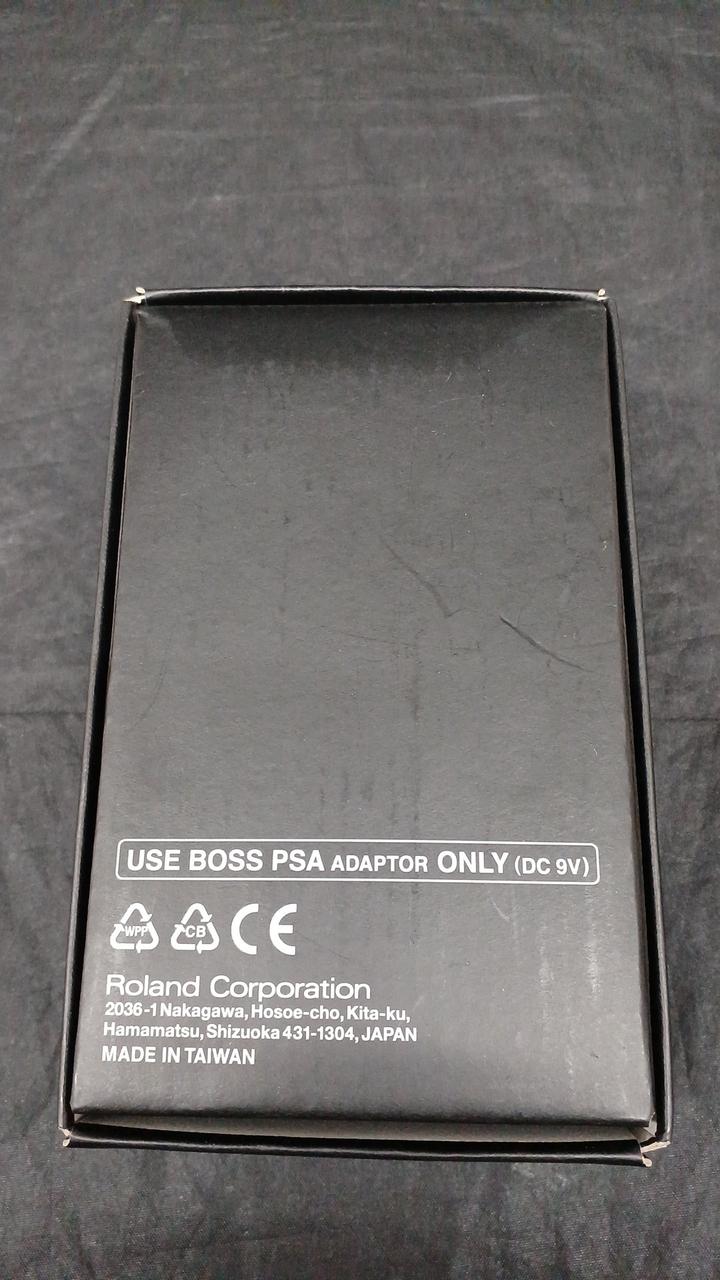 USE BOSS PSA ADAPTOR ONLY (DC 9V)
WPP CB CE
Roland Corporation
2036-1 Nakagawa, Hosoe-cho, Kita-ku,
Hamamatsu, Shizuoka 431-1304, JAPAN
MADE IN TAIWAN